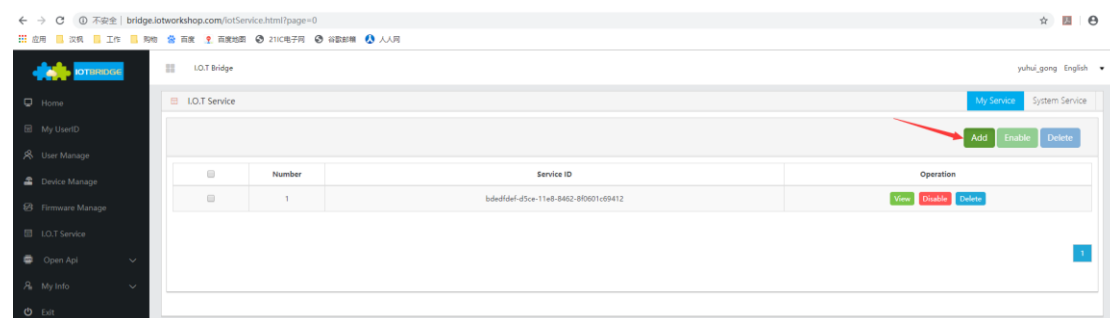 不安全 | bridge.iotworkshop.com/iotService.html?page=0
应用 汉枫 工作 购物 百度 百度地图 21IC电子网 谷歌邮箱 人人网
IOTBRIDGE
I.O.T Bridge
yuhui_gong English
Home
My UserID
User Manage
Device Manage
Firmware Manage
I.O.T Service
Open Api
My Info
Exit
I.O.T Service
My Service System Service
Add Enable Delete
Number Service ID Operation
1 bdedfdef-d5ce-11e8-8462-8f0601c69412 View Disable Delete
1